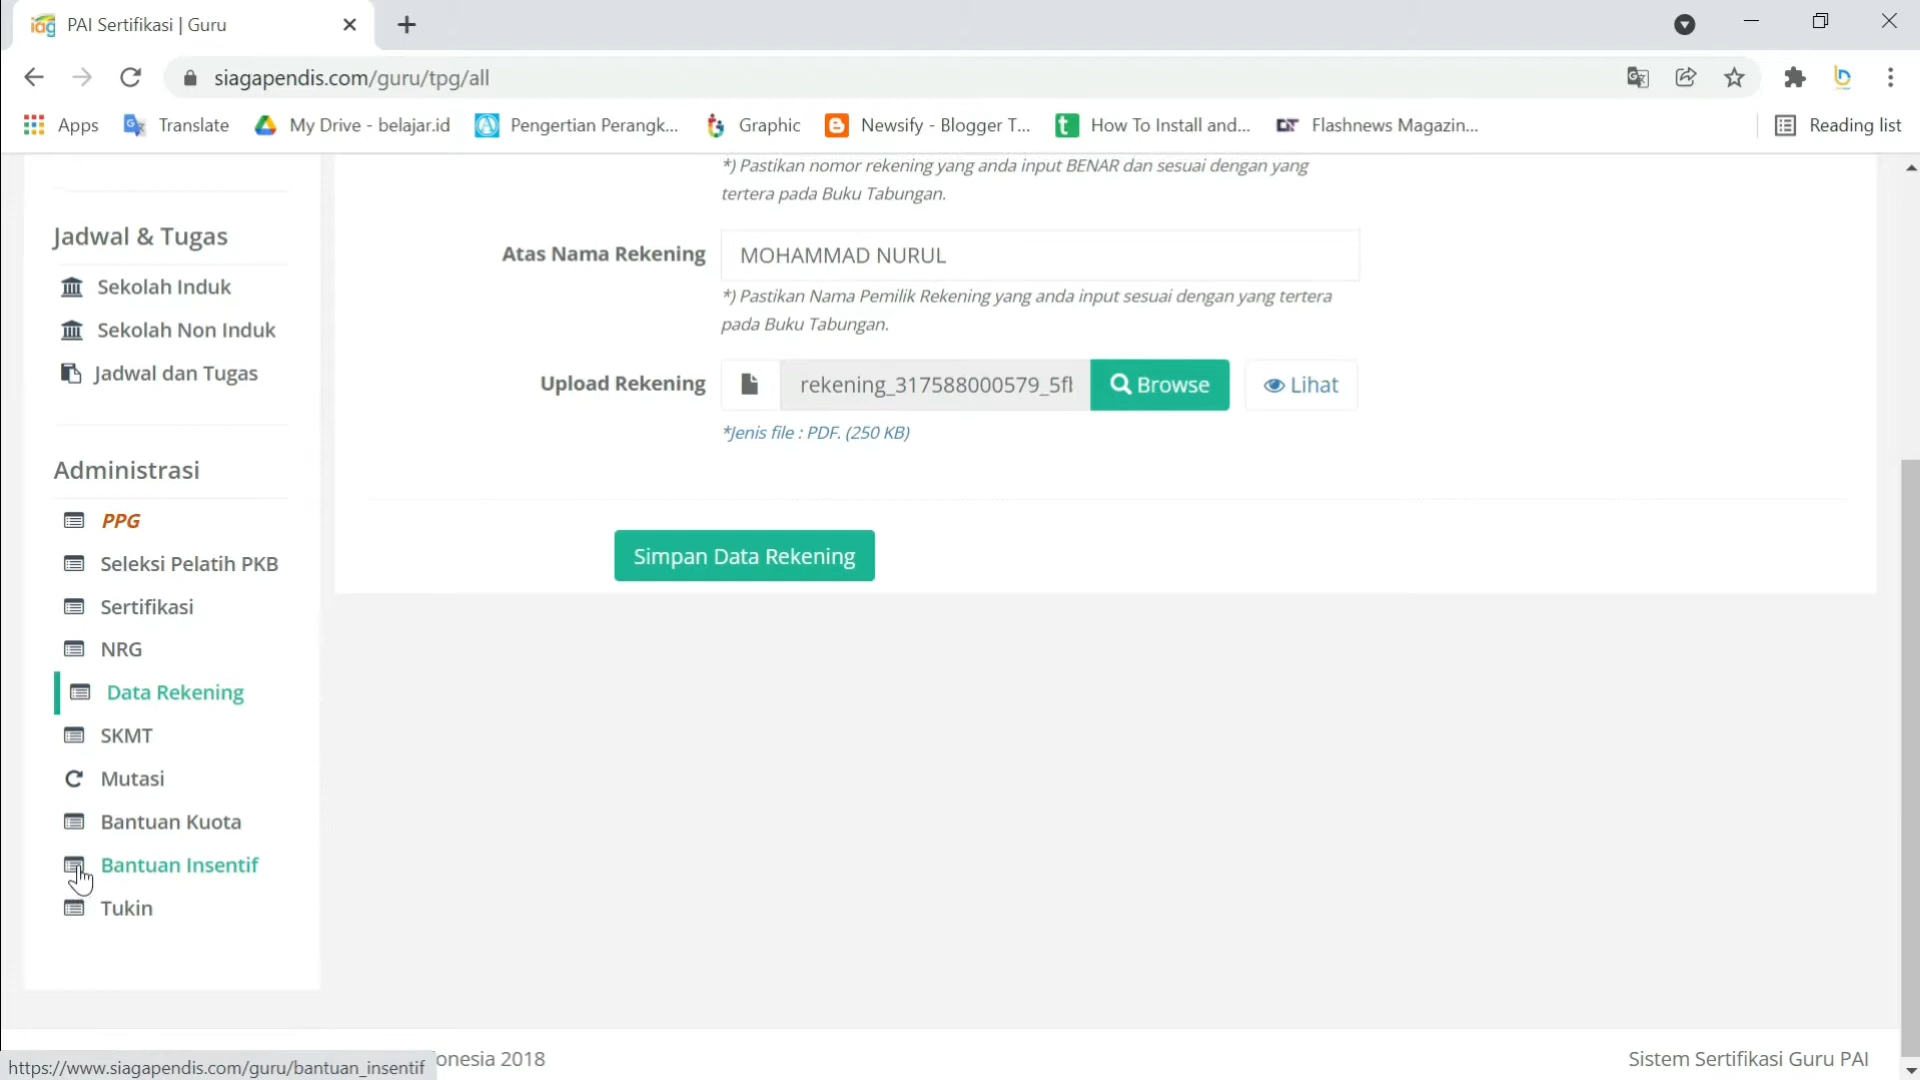 PAI Sertifikasi | Guru
siagapendis.com/guru/tpg/all
Apps
Translate
My Drive - belajar.id
Pengertian Perangk...
Graphic
Newsify - Blogger T...
How To Install and...
Flashnews Magazin...
Reading list
*) Pastikan nomor rekening yang anda input BENAR dan sesuai dengan yang
tertera pada Buku Tabungan.
Jadwal & Tugas
Sekolah Induk
Sekolah Non Induk
Jadwal dan Tugas
Atas Nama Rekening
MOHAMMAD NURUL
*) Pastikan Nama Pemilik Rekening yang anda input sesuai dengan yang tertera
pada Buku Tabungan.
Upload Rekening
rekening_317588000579_5fl
Browse
Lihat
*Jenis file : PDF. (250 KB)
Simpan Data Rekening
Administrasi
PPG
Seleksi Pelatih PKB
Sertifikasi
NRG
Data Rekening
SKMT
Mutasi
Bantuan Kuota
Bantuan Insentif
Tukin
https://www.siagapendis.com/guru/bantuan_insentif
onesia 2018
Sistem Sertifikasi Guru PAI